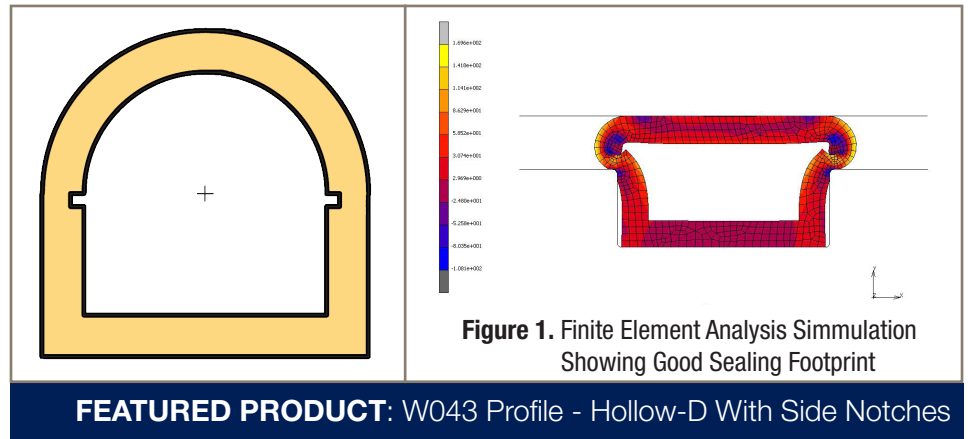 1.696e+002
1.418e+002
1.141e+002
8.629e+001
5.852e+001
3.074e+001
2.969e+000
-2.480e+001
-5.258e+001
-8.035e+001
-1.081e+002
Y
Z
X
Figure 1. Finite Element Analysis Simmulation
Showing Good Sealing Footprint
FEATURED PRODUCT: W043 Profile - Hollow-D With Side Notches